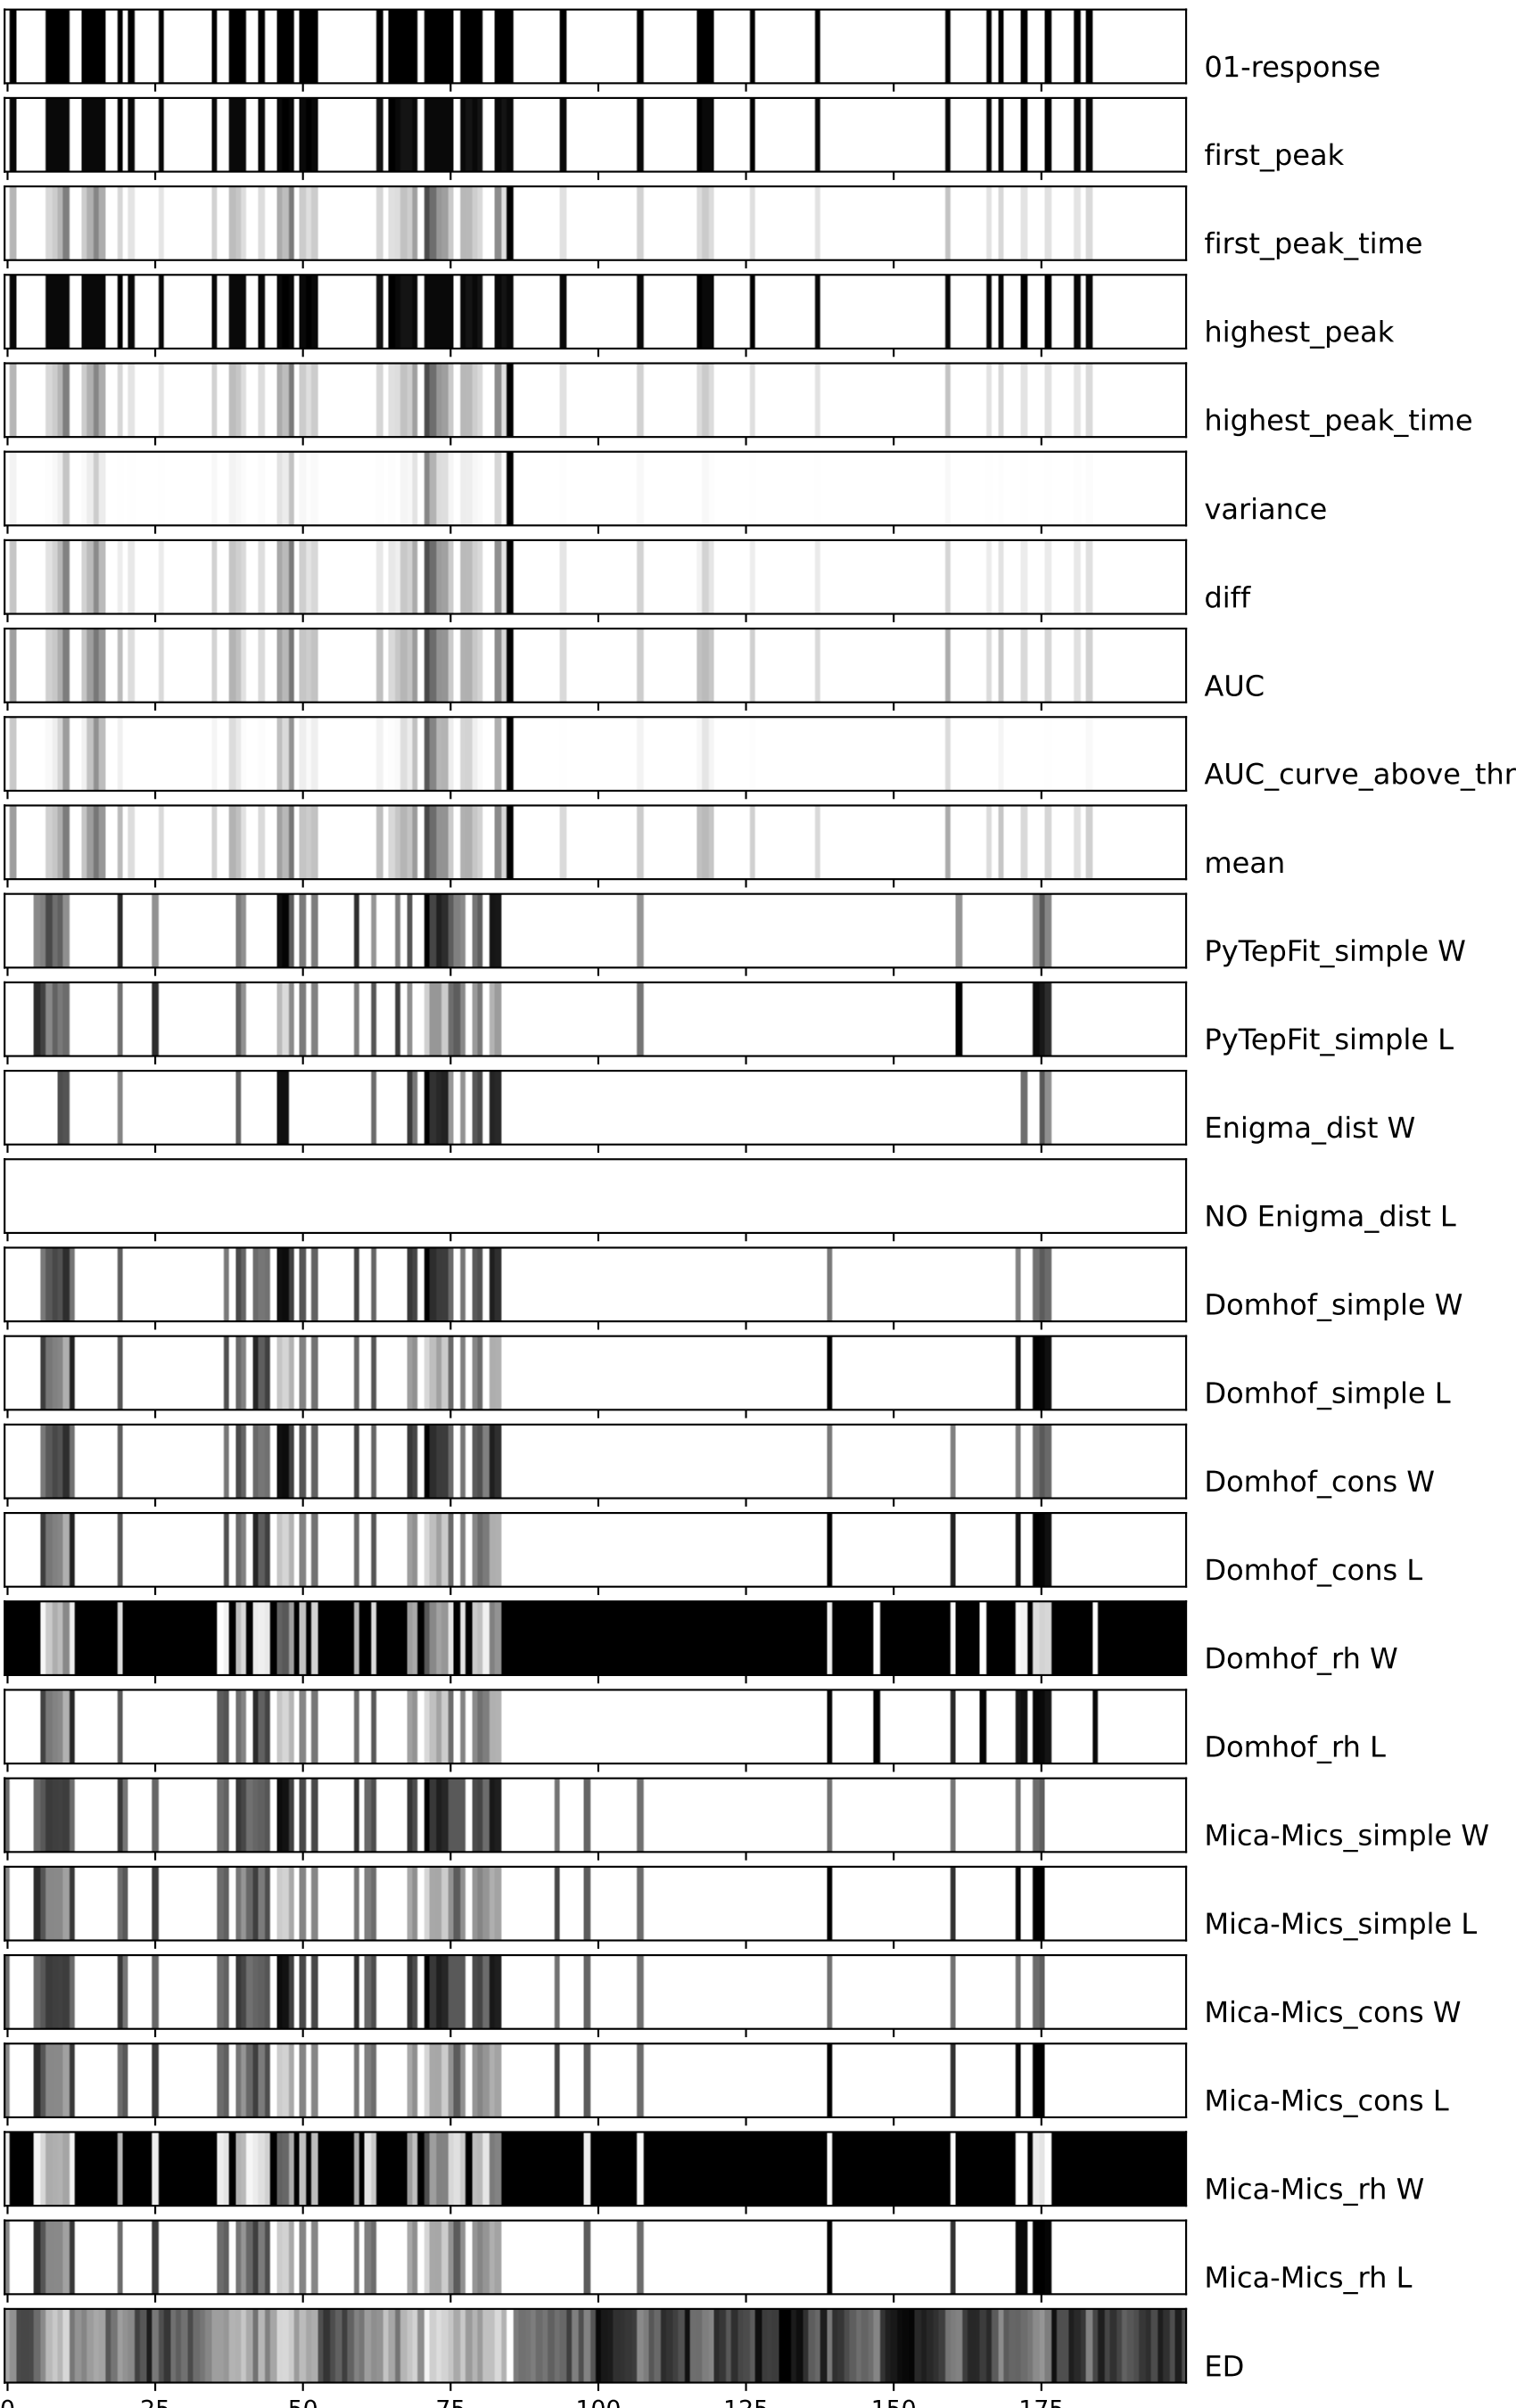 01-response
first_peak
first_peak_time
highest_peak
highest_peak_time
variance
diff
AUC
AUC_curve_above_thr
mean
PyTepFit_simple W
PyTepFit_simple L
Enigma_dist W
NO Enigma_dist L
Domhof_simple W
Domhof_simple L
Domhof_cons W
Domhof_cons L
Domhof_rh W
Domhof_rh L
Mica-Mics_simple W
Mica-Mics_simple L
Mica-Mics_cons W
Mica-Mics_cons L
Mica-Mics_rh W
Mica-Mics_rh L
ED
0 25 50 75 100 125 150 175